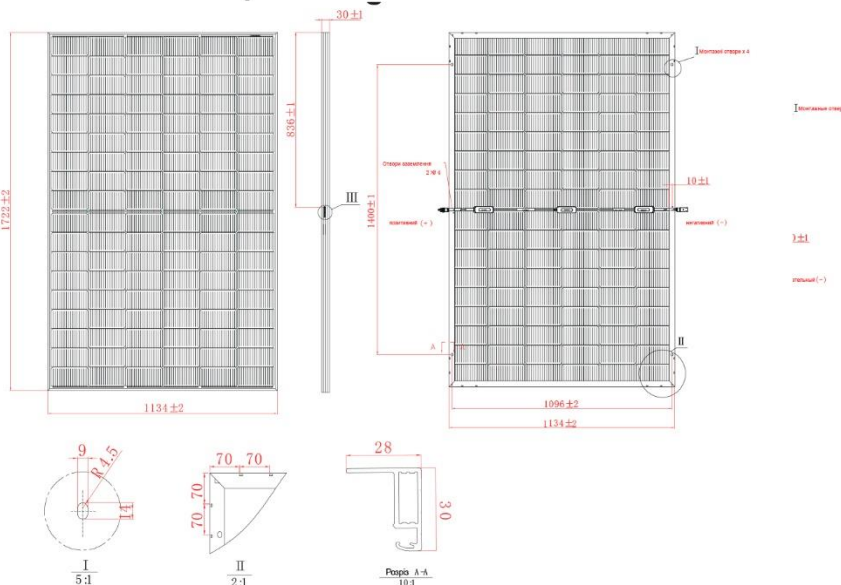 30±1
1722±2
836±1
III
1134±2
I Монтажні отвори x 4
I Монтажные отвер
Отвори заземлення
2 № 4
1400±1
10±1
позитивний (+)
негативний (−)
)±1
ательный (−)
A
A
II
1096±2
1134±2
9
R4.5
14
I
5:1
70
70
70
70
II
2:1
28
30
Розріз A-A
10:1